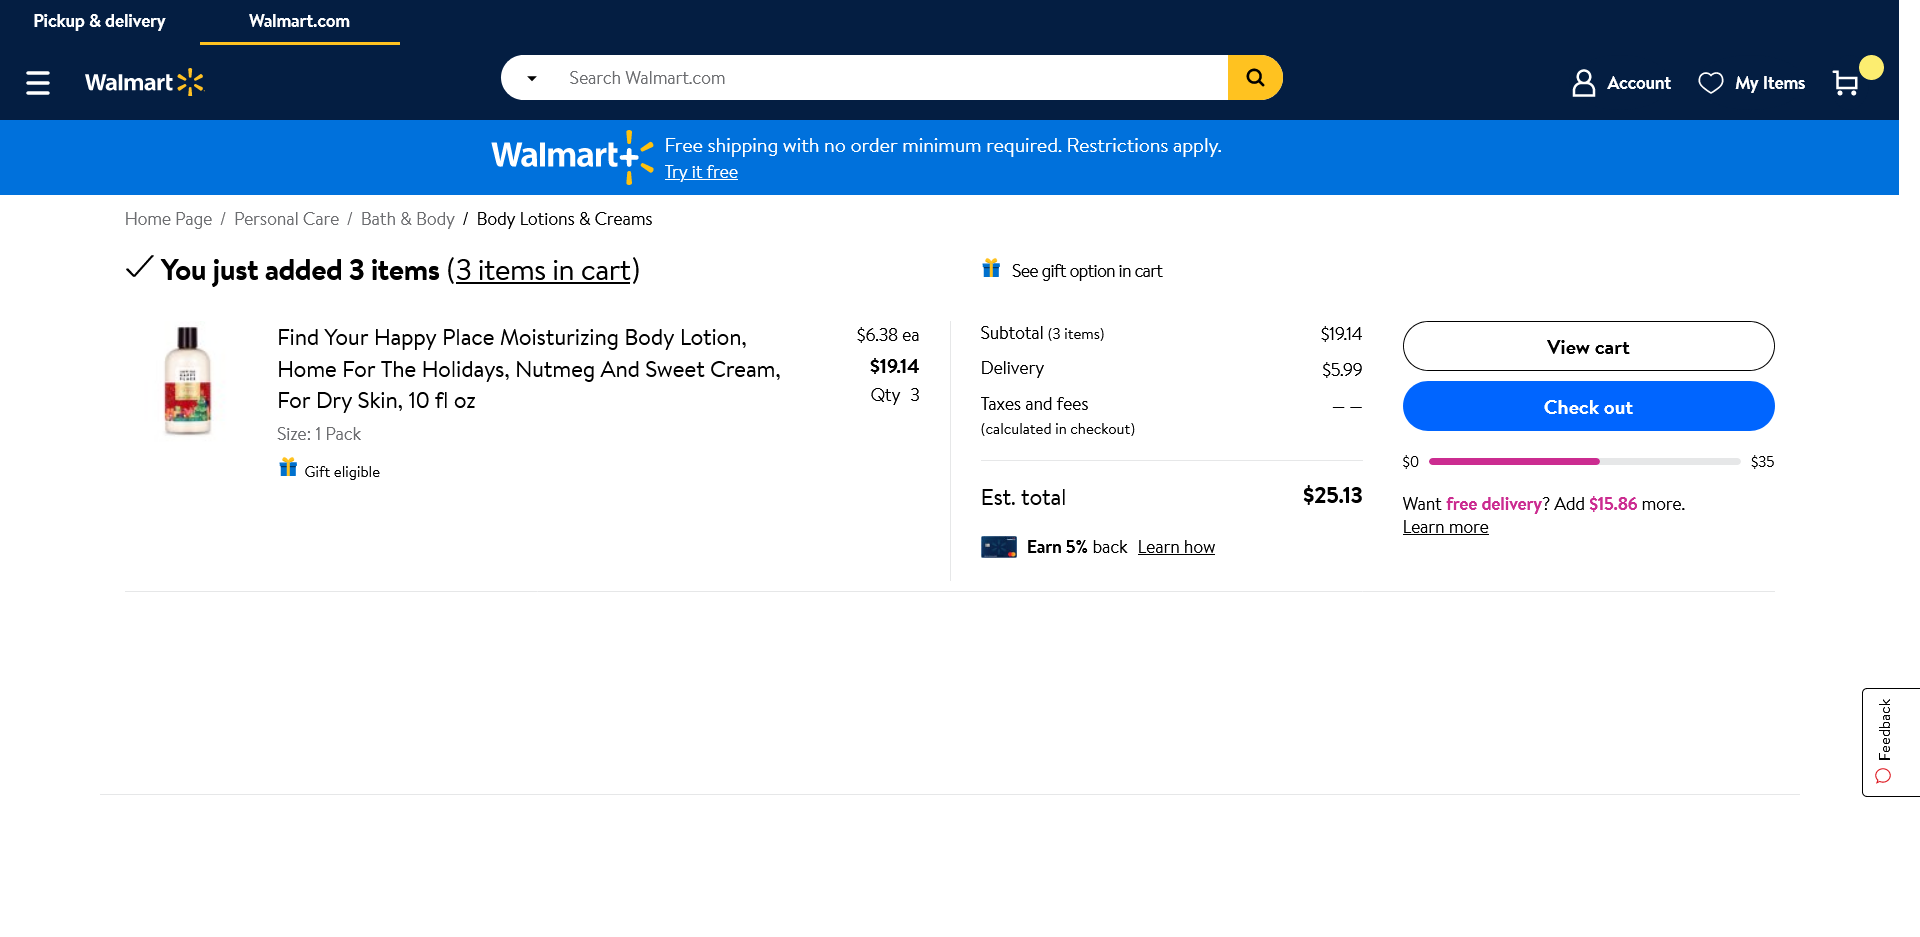 Pickup & delivery
Walmart.com
Walmart
Search Walmart.com
Account
My Items
Walmart+
Free shipping with no order minimum required. Restrictions apply.
Try it free
Home Page / Personal Care / Bath & Body / Body Lotions & Creams
You just added 3 items (3 items in cart)
See gift option in cart
Find Your Happy Place Moisturizing Body Lotion,
Home For The Holidays, Nutmeg And Sweet Cream,
For Dry Skin, 10 fl oz
Size: 1 Pack
Gift eligible
$6.38 ea
$19.14
Qty 3
Subtotal (3 items) $19.14
Delivery $5.99
Taxes and fees — —
(calculated in checkout)
Est. total $25.13
Earn 5% back Learn how
View cart
Check out
$0 $35
Want free delivery? Add $15.86 more.
Learn more
Feedback